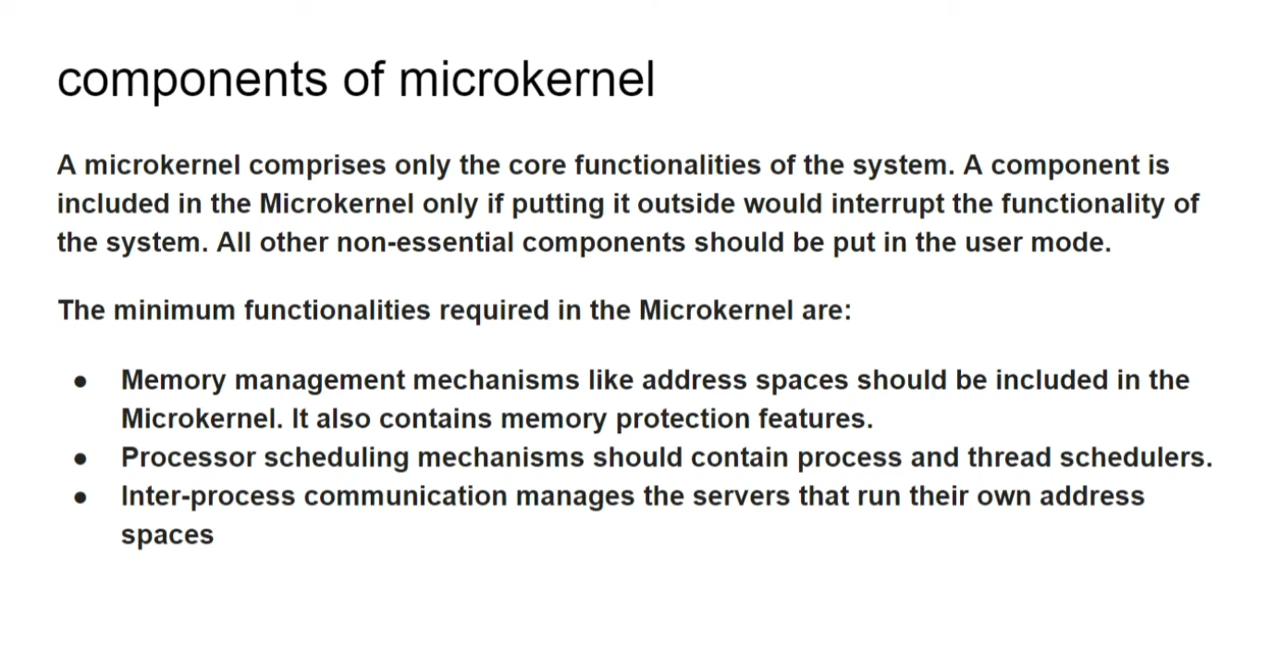 components of microkernel
A microkernel comprises only the core functionalities of the system. A component is
included in the Microkernel only if putting it outside would interrupt the functionality of
the system. All other non-essential components should be put in the user mode.
The minimum functionalities required in the Microkernel are:
● Memory management mechanisms like address spaces should be included in the
Microkernel. It also contains memory protection features.
● Processor scheduling mechanisms should contain process and thread schedulers.
● Inter-process communication manages the servers that run their own address
spaces